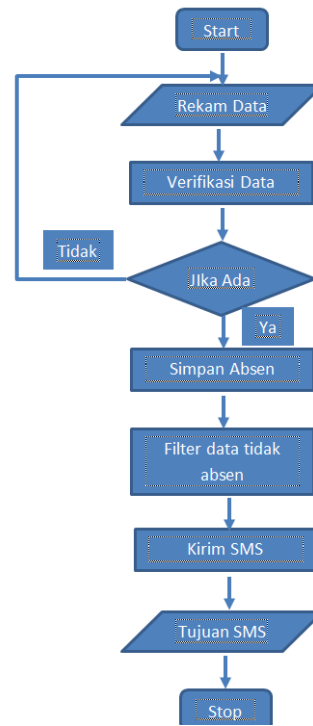 Start
Rekam Data
Verifikasi Data
Tidak
JIka Ada
Ya
Simpan Absen
Filter data tidak
absen
Kirim SMS
Tujuan SMS
Stop